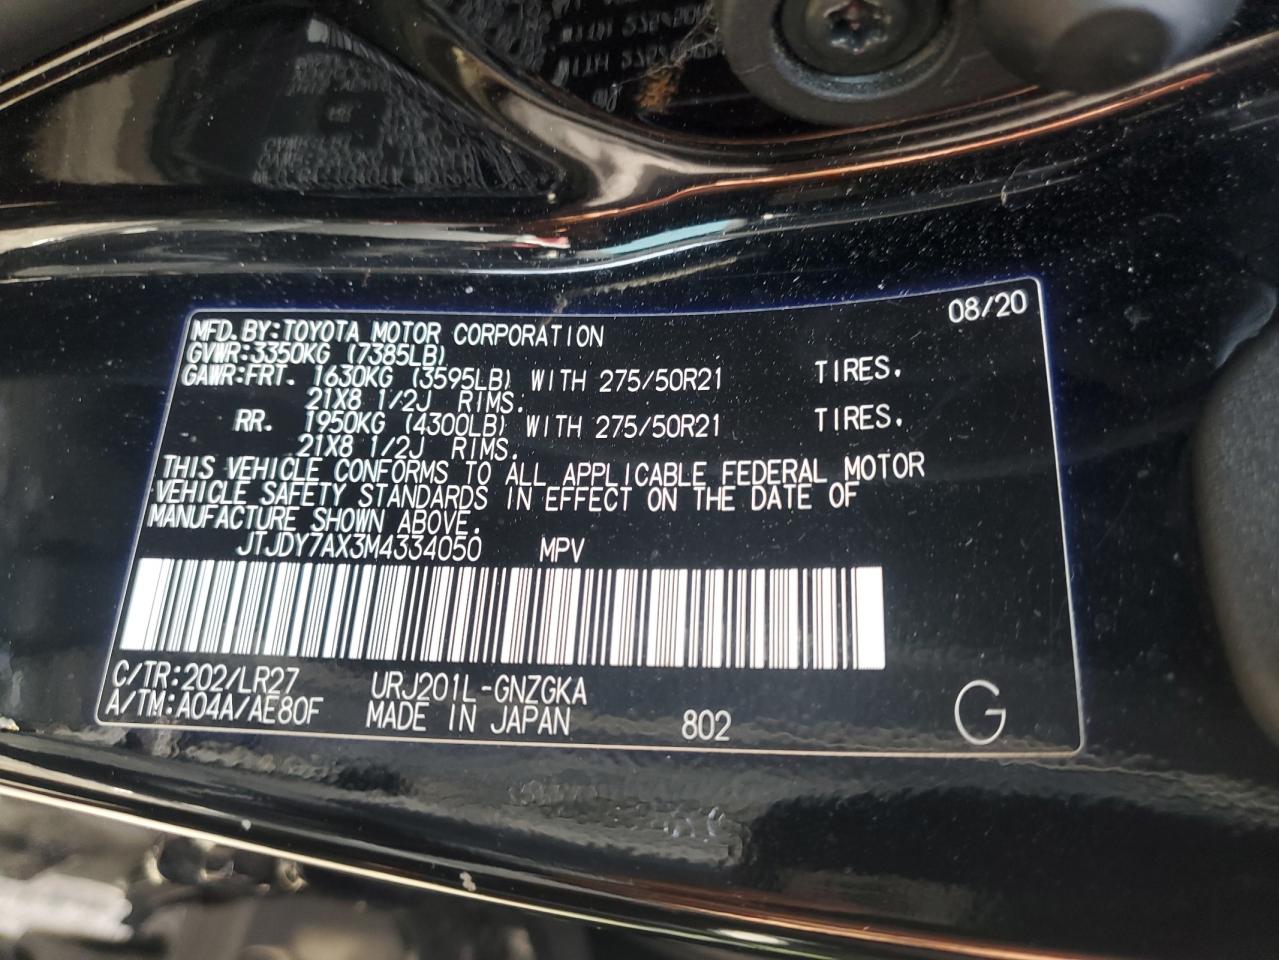 08/20
MFD.BY:TOYOTA MOTOR CORPORATION
GVWR:3350KG (7385LB)
GAWR:FRT. 1630KG (3595LB) WITH 275/50R21 TIRES.
21X8 1/2J RIMS.
RR. 1950KG (4300LB) WITH 275/50R21 TIRES.
21X8 1/2J RIMS.
THIS VEHICLE CONFORMS TO ALL APPLICABLE FEDERAL MOTOR
VEHICLE SAFETY STANDARDS IN EFFECT ON THE DATE OF
MANUFACTURE SHOWN ABOVE.
JTJDY7AX3M4334050 MPV
C/TR:202/LR27 URJ201L-GNZGKA
A/TM:A04A/AE80F MADE IN JAPAN 802 G